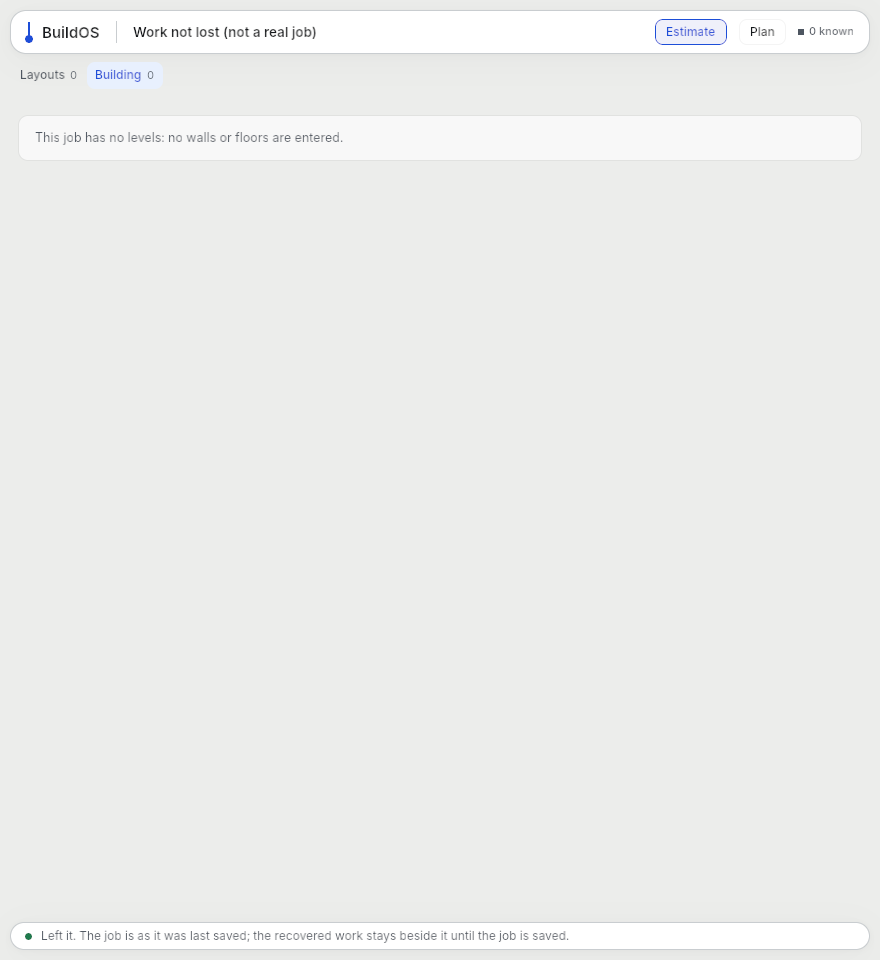 BuildOS
Work not lost (not a real job)
Estimate
Plan
0 known
Layouts 0
Building 0
This job has no levels: no walls or floors are entered.
Left it. The job is as it was last saved; the recovered work stays beside it until the job is saved.